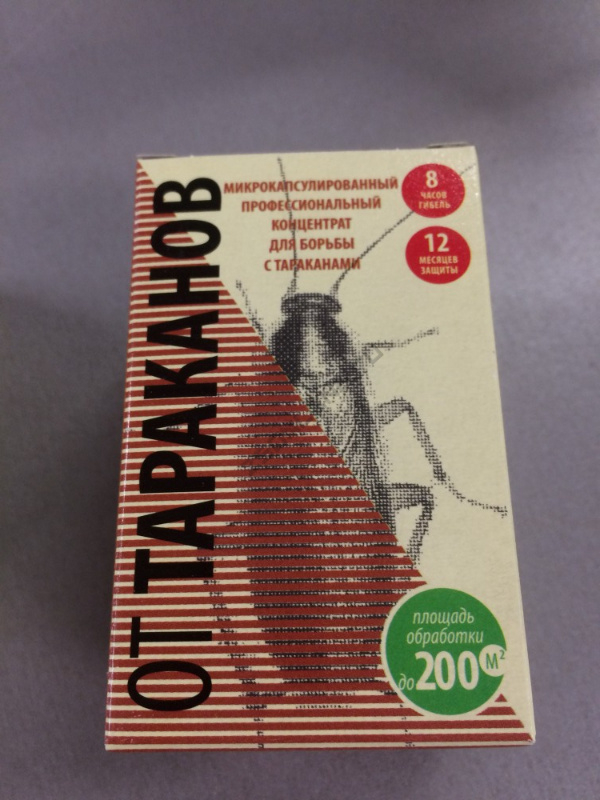 ОТ ТАРАКАНОВ
МИКРОКАПСУЛИРОВАННЫЙ
ПРОФЕССИОНАЛЬНЫЙ
КОНЦЕНТРАТ
ДЛЯ БОРЬБЫ
С ТАРАКАНАМИ
8
ЧАСОВ
ГИБЕЛЬ
12
МЕСЯЦЕВ
ЗАЩИТЫ
площадь
обработки
до 200 м²